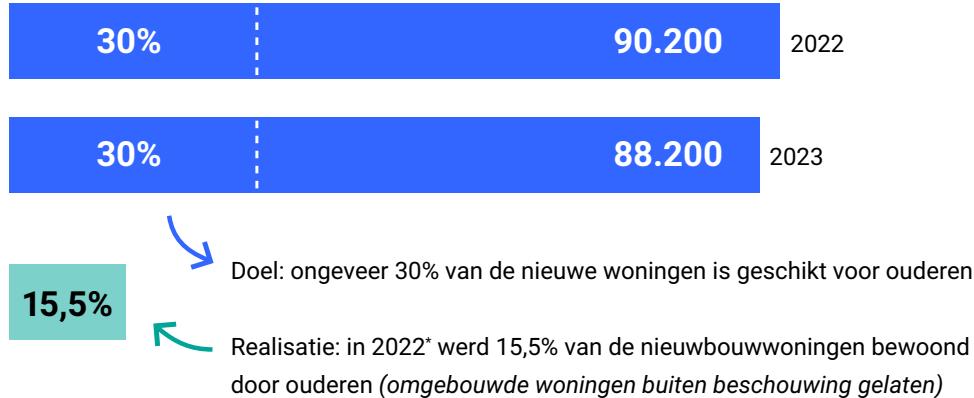 30% 90.200 2022
30% 88.200 2023
Doel: ongeveer 30% van de nieuwe woningen is geschikt voor ouderen
15,5%
Realisatie: in 2022* werd 15,5% van de nieuwbouwwoningen bewoond
door ouderen (omgebouwde woningen buiten beschouwing gelaten)